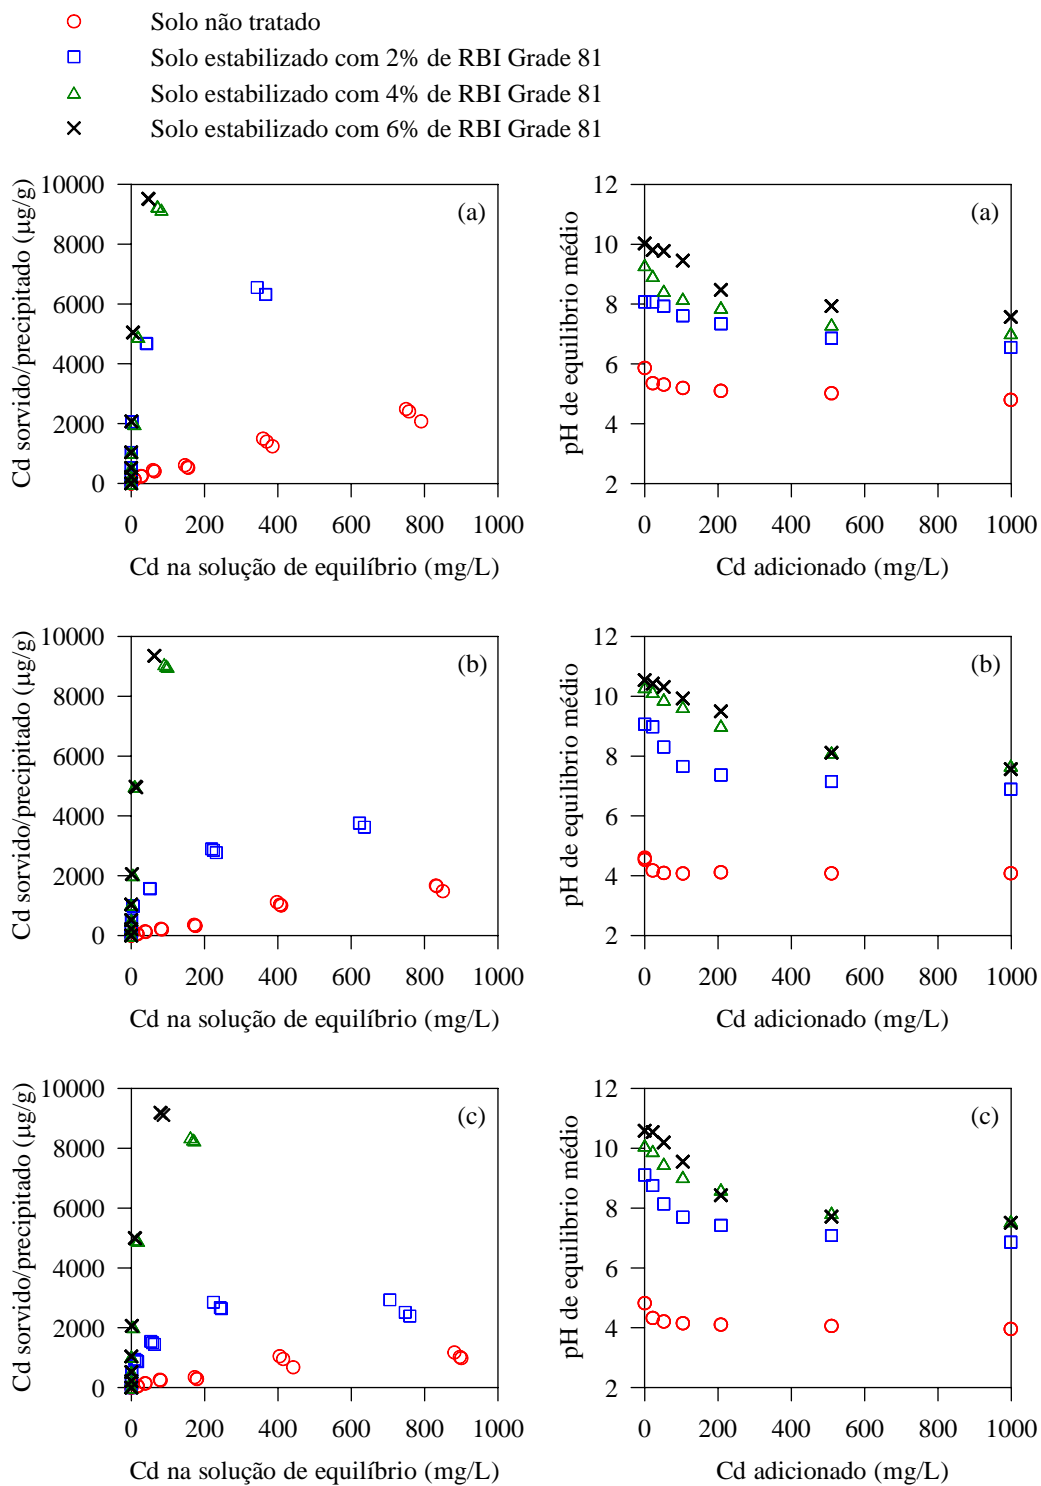 Solo não tratado
Solo estabilizado com 2% de RBI Grade 81
Solo estabilizado com 4% de RBI Grade 81
Solo estabilizado com 6% de RBI Grade 81
Cd sorvido/precipitado (µg/g)
10000
8000
6000
4000
2000
0
(a)
0 200 400 600 800 1000
Cd na solução de equilíbrio (mg/L)
pH de equilibrio médio
12
10
8
6
4
2
(a)
0 200 400 600 800 1000
Cd adicionado (mg/L)
Cd sorvido/precipitado (µg/g)
10000
8000
6000
4000
2000
0
(b)
0 200 400 600 800 1000
Cd na solução de equilíbrio (mg/L)
pH de equilibrio médio
12
10
8
6
4
2
(b)
0 200 400 600 800 1000
Cd adicionado (mg/L)
Cd sorvido/precipitado (µg/g)
10000
8000
6000
4000
2000
0
(c)
0 200 400 600 800 1000
Cd na solução de equilíbrio (mg/L)
pH de equilibrio médio
12
10
8
6
4
2
(c)
0 200 400 600 800 1000
Cd adicionado (mg/L)